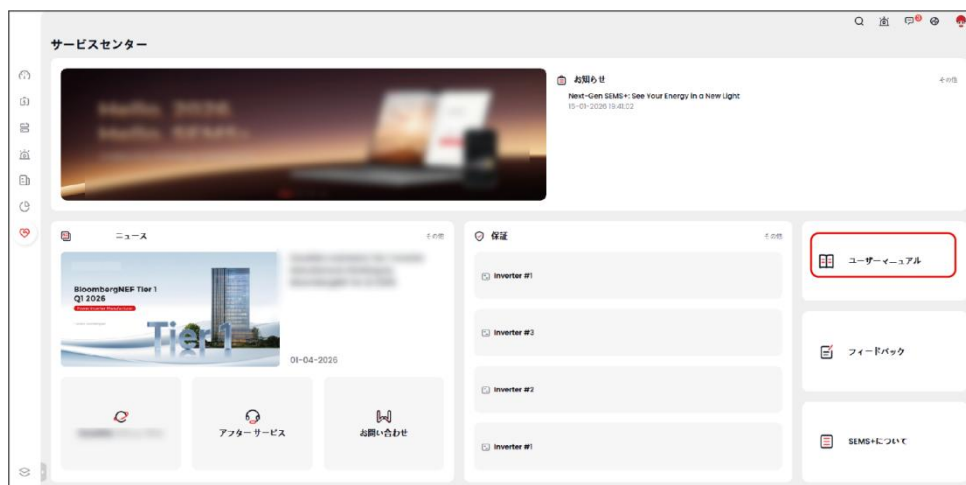 サービスセンター
お知らせ
その他
Next-Gen SEMS+: See Your Energy in a New Light
15-01-2026 19:41:02
ニュース
その他
BloombergNEF Tier 1
Q1 2026
Tier 1
01-04-2026
アフターサービス
お問い合わせ
保証
その他
Inverter #1
Inverter #3
Inverter #2
Inverter #1
ユーザーマニュアル
フィードバック
SEMS+について